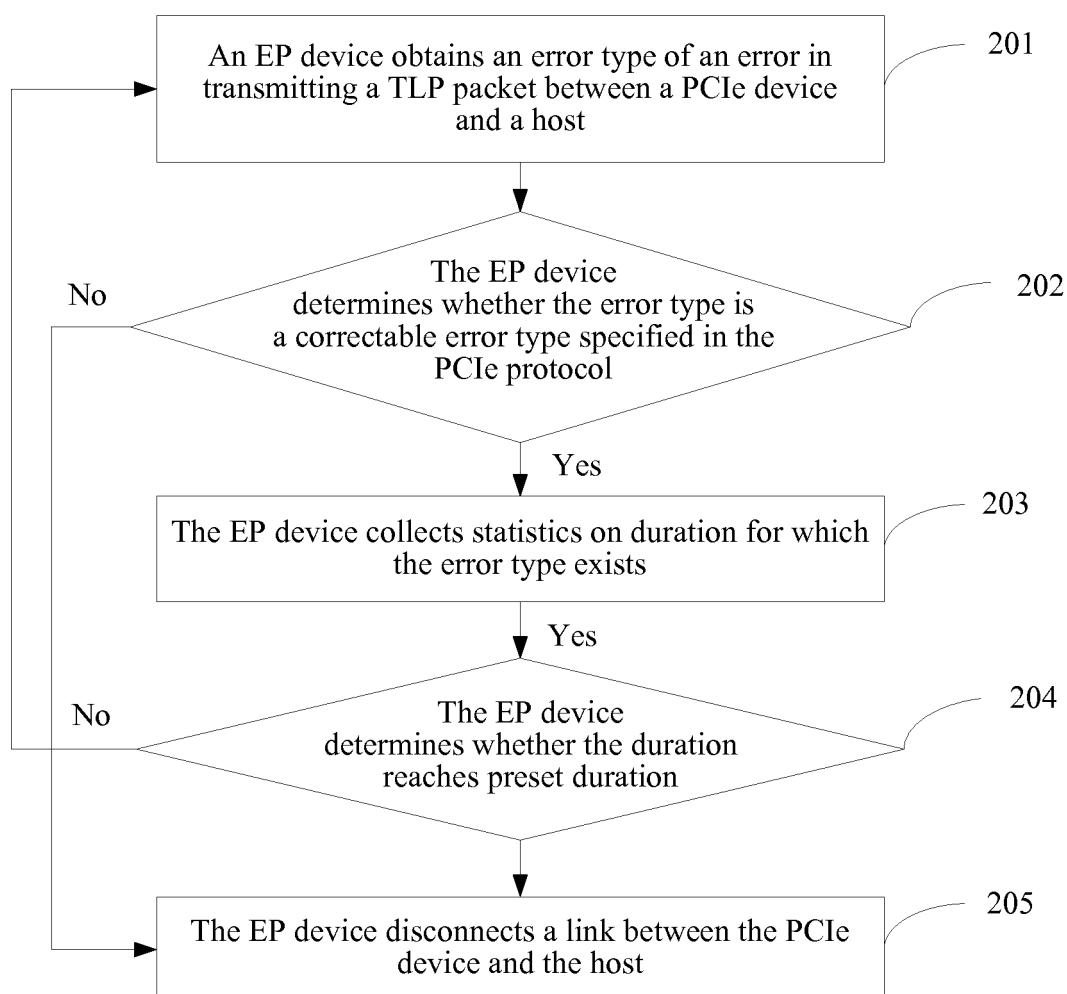 An EP device obtains an error type of an error in
transmitting a TLP packet between a PCIe device
and a host
201
The EP device
determines whether the error type is
a correctable error type specified in the
PCIe protocol
202
No
Yes
The EP device collects statistics on duration for which
the error type exists
203
Yes
The EP device
determines whether the duration
reaches preset duration
204
No
The EP device disconnects a link between the PCIe
device and the host
205